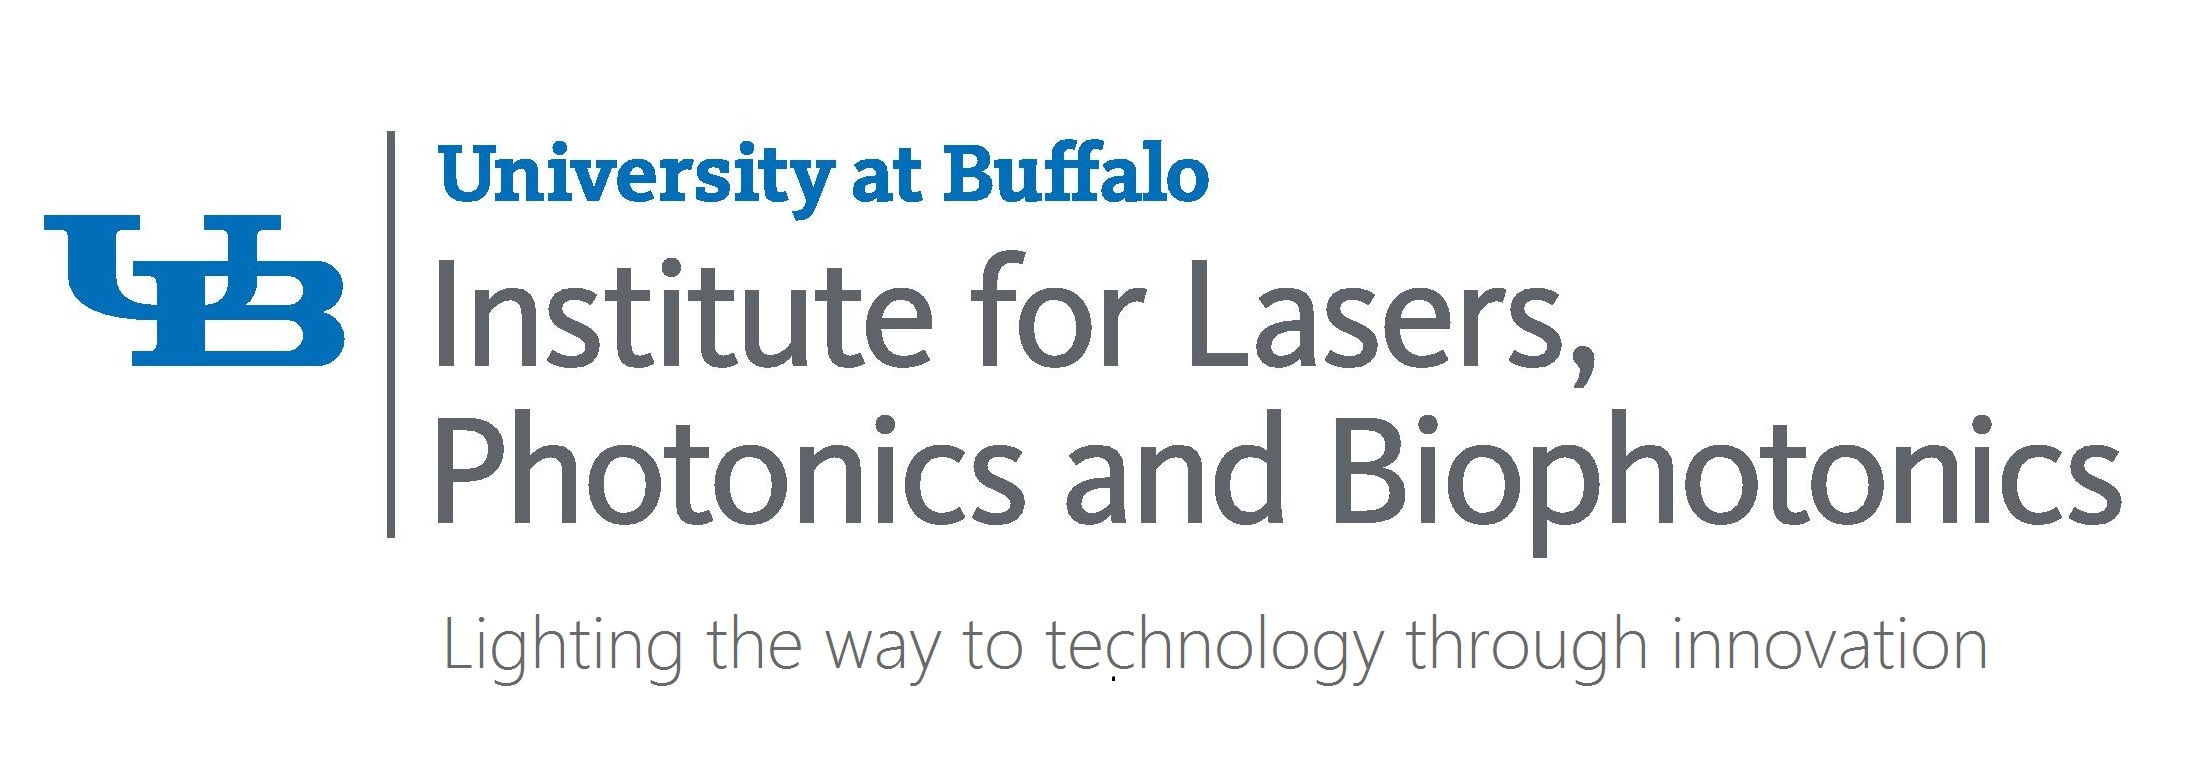 UB
University at Buffalo
Institute for Lasers,
Photonics and Biophotonics
Lighting the way to technology through innovation